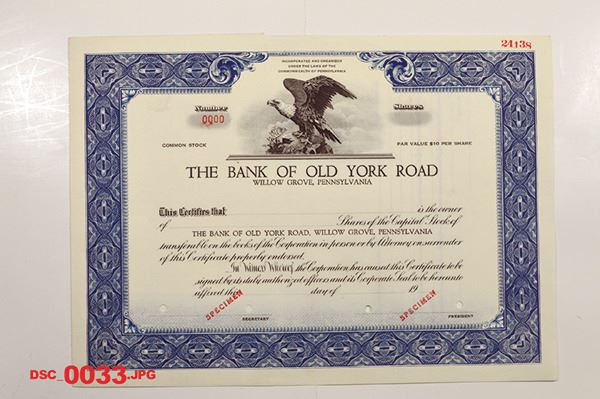 24138
INCORPORATED AND ORGANIZED
UNDER THE LAWS OF THE
COMMONWEALTH OF PENNSYLVANIA
Number
Shares
0000
COMMON STOCK
PAR VALUE $10 PER SHARE
THE BANK OF OLD YORK ROAD
WILLOW GROVE, PENNSYLVANIA
This Certifies that is the owner
of Shares of the Capital Stock of
THE BANK OF OLD YORK ROAD, WILLOW GROVE, PENNSYLVANIA
transferable on the books of the Corporation in person or by Attorney on surrender
of this Certificate properly endorsed.
In Witness Whereof, the Corporation has caused this Certificate to be
signed by its duly authorized officers and its Corporate Seal to be hereunto
affixed this day of 19
SPECIMEN
SPECIMEN
SECRETARY
PRESIDENT
DSC_0033.JPG